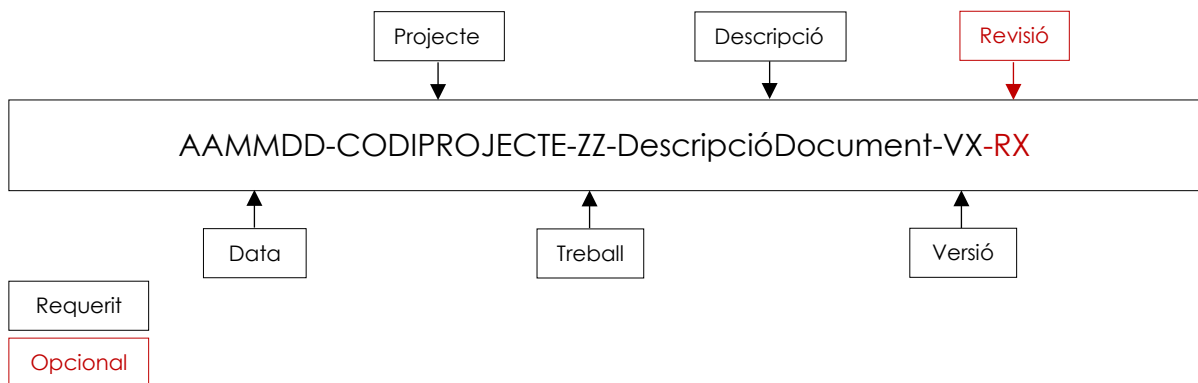 Projecte Descripció Revisió
AAMMDD-CODIPROJECTE-ZZ-DescripcióDocument-VX-RX
Data Treball Versió
Requerit
Opcional